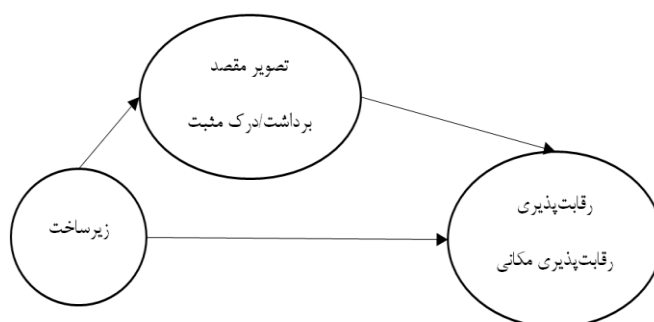 تصویر مقصد
برداشت/درک مثبت
زیرساخت
رقابت‌پذیری
رقابت‌پذیری مکانی